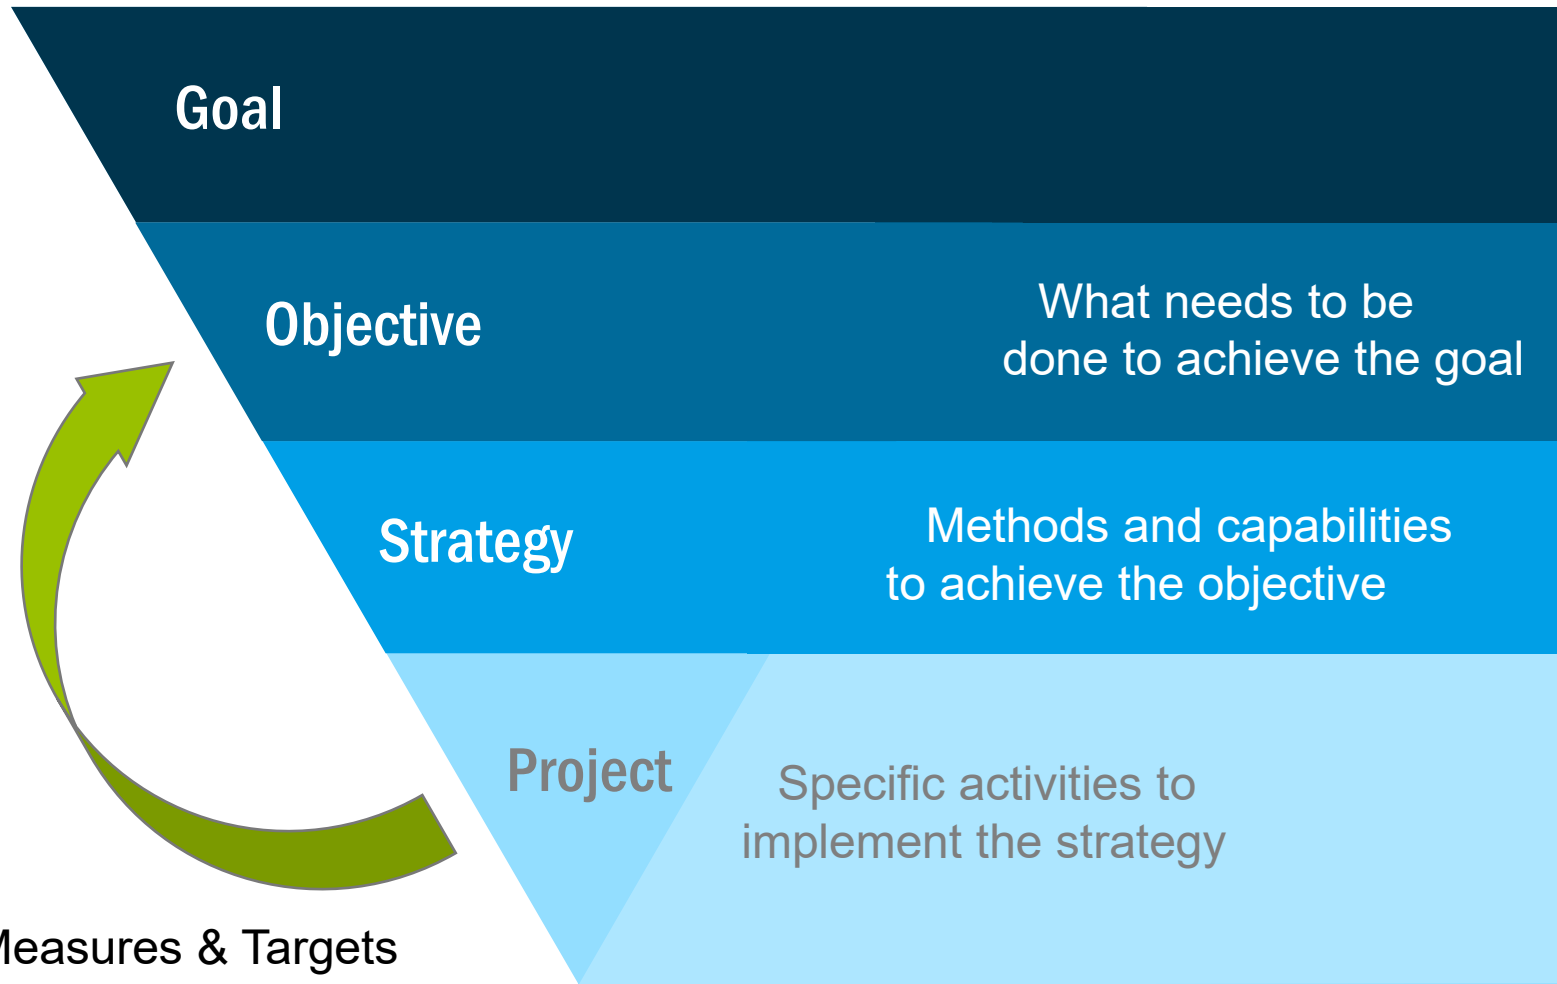 Goal
Objective
What needs to be
done to achieve the goal
Strategy
Methods and capabilities
to achieve the objective
Project
Specific activities to
implement the strategy
Measures & Targets